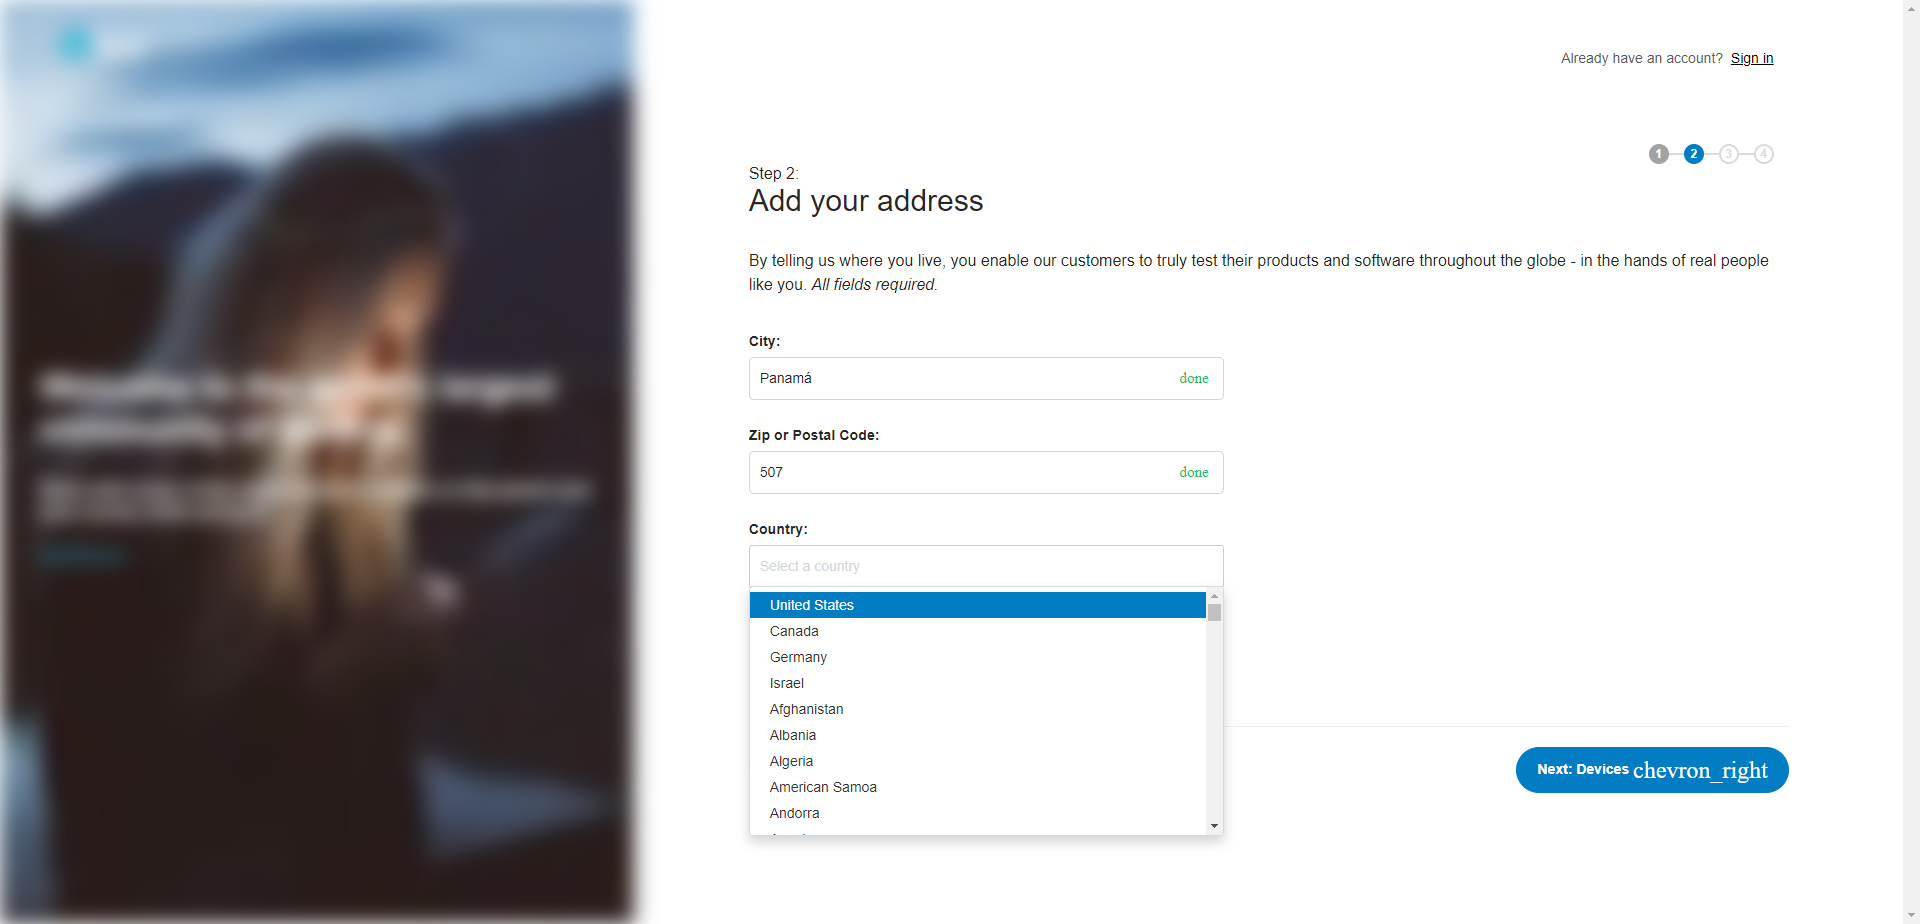 Already have an account? Sign in
1 2 3 4
Step 2:
Add your address
By telling us where you live, you enable our customers to truly test their products and software throughout the globe - in the hands of real people
like you. All fields required.
City:
Panamá done
Zip or Postal Code:
507 done
Country:
Select a country
United States
Canada
Germany
Israel
Afghanistan
Albania
Algeria
American Samoa
Andorra
Next: Devices chevron_right